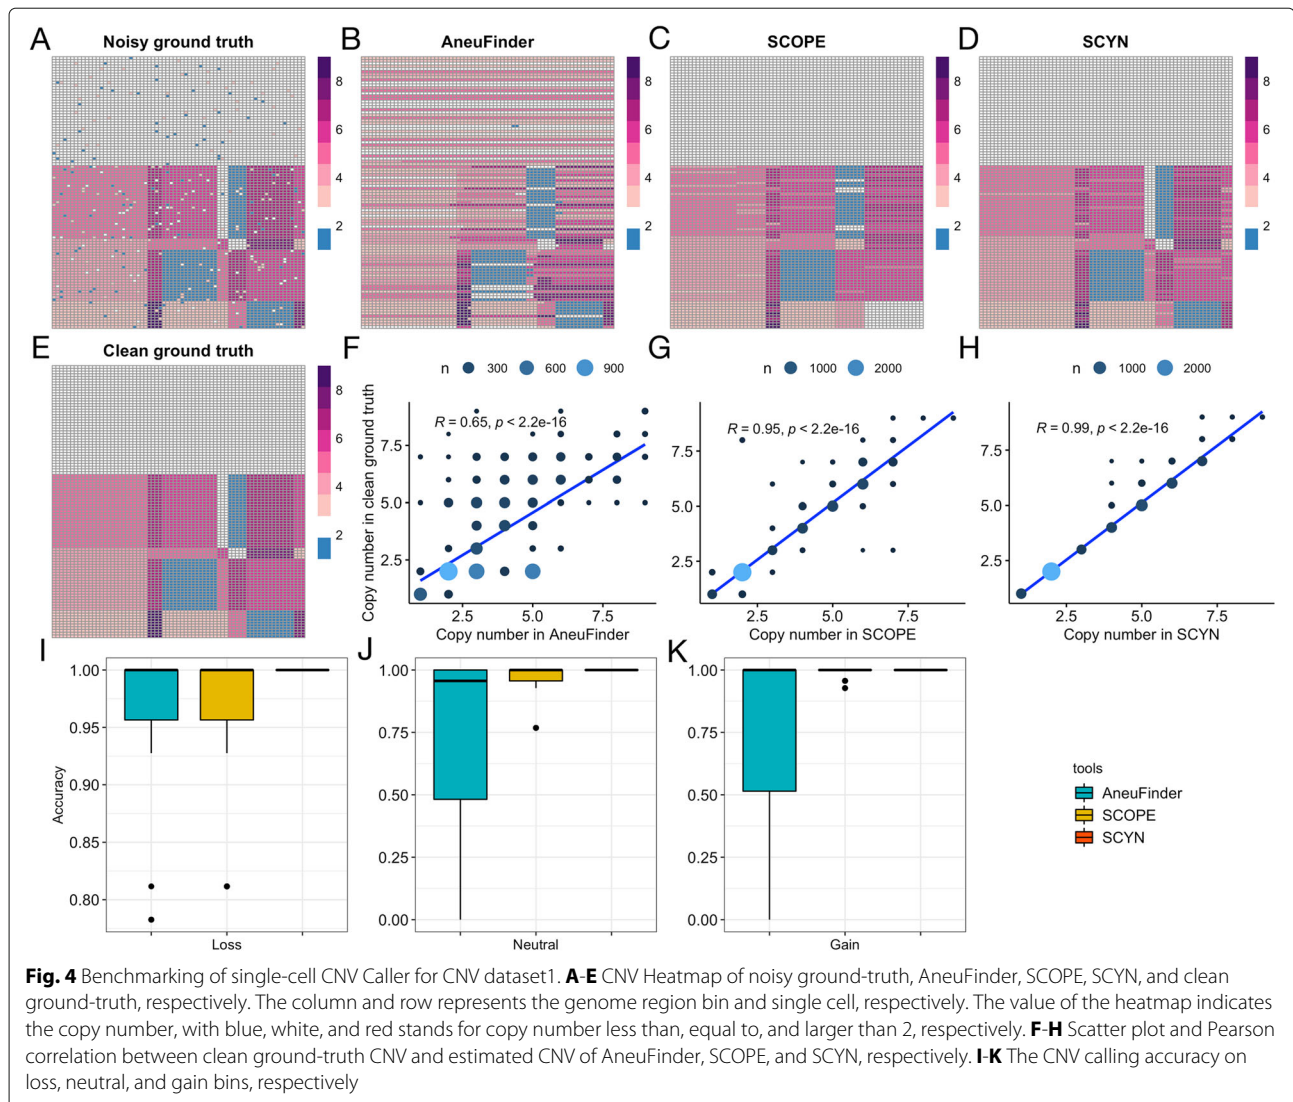 A Noisy ground truth
8
6
4
2
B AneuFinder
8
6
4
2
C SCOPE
8
6
4
2
D SCYN
8
6
4
2
E Clean ground truth
8
6
4
2
F n 300 600 900
Copy number in clean ground truth
R = 0.65, p < 2.2e-16
7.5
5.0
2.5
2.5 5.0 7.5
Copy number in AneuFinder
G n 1000 2000
R = 0.95, p < 2.2e-16
7.5
5.0
2.5
2.5 5.0 7.5
Copy number in SCOPE
H n 1000 2000
R = 0.99, p < 2.2e-16
7.5
5.0
2.5
2.5 5.0 7.5
Copy number in SCYN
I
Accuracy
1.00
0.95
0.90
0.85
0.80
Loss
J
1.00
0.75
0.50
0.25
0.00
Neutral
K
1.00
0.75
0.50
0.25
0.00
Gain
tools
AneuFinder
SCOPE
SCYN
Fig. 4 Benchmarking of single-cell CNV Caller for CNV dataset1. A-E CNV Heatmap of noisy ground-truth, AneuFinder, SCOPE, SCYN, and clean
ground-truth, respectively. The column and row represents the genome region bin and single cell, respectively. The value of the heatmap indicates
the copy number, with blue, white, and red stands for copy number less than, equal to, and larger than 2, respectively. F-H Scatter plot and Pearson
correlation between clean ground-truth CNV and estimated CNV of AneuFinder, SCOPE, and SCYN, respectively. I-K The CNV calling accuracy on
loss, neutral, and gain bins, respectively